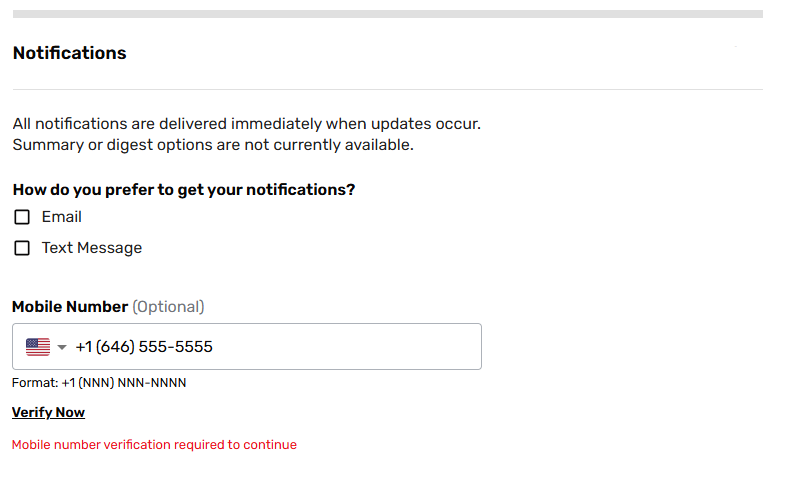 Notifications
All notifications are delivered immediately when updates occur.
Summary or digest options are not currently available.
How do you prefer to get your notifications?
Email
Text Message
Mobile Number (Optional)
+1 (646) 555-5555
Format: +1 (NNN) NNN-NNNN
Verify Now
Mobile number verification required to continue